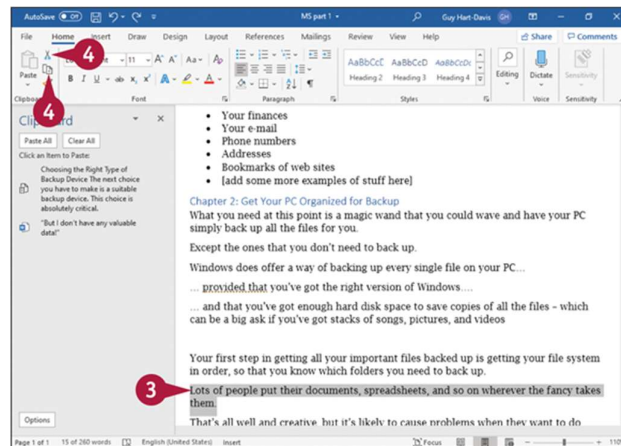 AutoSave Off MS part 1 Guy Hart-Davis GH
File Home Insert Draw Design Layout References Mailings Review View Help Share Comments
4
11 A A Aa A
AaBbCcC AaBbCcD AaBbCcDc
Paste B I U ab x x A A
Heading 2 Heading 3 Heading 4 Editing Dictate Sensitivity
Font Paragraph Styles Voice Sensitivity
4
Paste All Clear All
Click an Item to Paste:
Choosing the Right Type of
Backup Device The next choice
you have to make is a suitable
backup device. This choice is
absolutely critical.
"But I don't have any valuable
data!"
Options
• Your finances
• Your e-mail
• Phone numbers
• Addresses
• Bookmarks of web sites
• [add some more examples of stuff here]
Chapter 2: Get Your PC Organized for Backup
What you need at this point is a magic wand that you could wave and have your PC
simply back up all the files for you.
Except the ones that you don't need to back up.
Windows does offer a way of backing up every single file on your PC…
… provided that you've got the right version of Windows….
… and that you've got enough hard disk space to save copies of all the files – which
can be a big ask if you've got stacks of songs, pictures, and videos
Your first step in getting all your important files backed up is getting your file system
in order, so that you know which folders you need to back up.
3
Lots of people put their documents, spreadsheets, and so on wherever the fancy takes
them.
That's all well and creative, but it's likely to cause problems when they want to do
Page 1 of 1 15 of 260 words English (United States) Insert Focus 110%